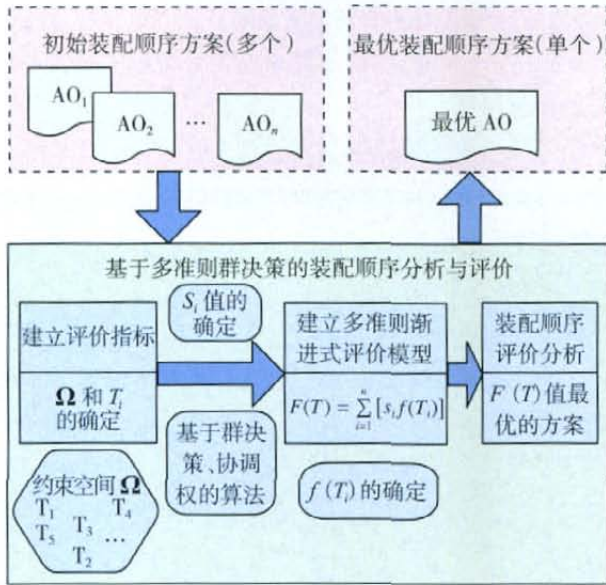 初始装配顺序方案(多个)
AO₁
AO₂
…
AOₙ
最优装配顺序方案(单个)
最优 AO
基于多准则群决策的装配顺序分析与评价
建立评价指标
Ω 和 Tᵢ
的确定
Sᵢ 值的
确定
基于群决
策、协调
权的算法
建立多准则渐
进式评价模型
F(T) = ∑ᵢ₌₁ⁿ [sᵢf(Tᵢ)]
f(Tᵢ)的确定
装配顺序
评价分析
F(T)值最
优的方案
约束空间 Ω
T₁ T₄
T₅ T₃ …
T₂